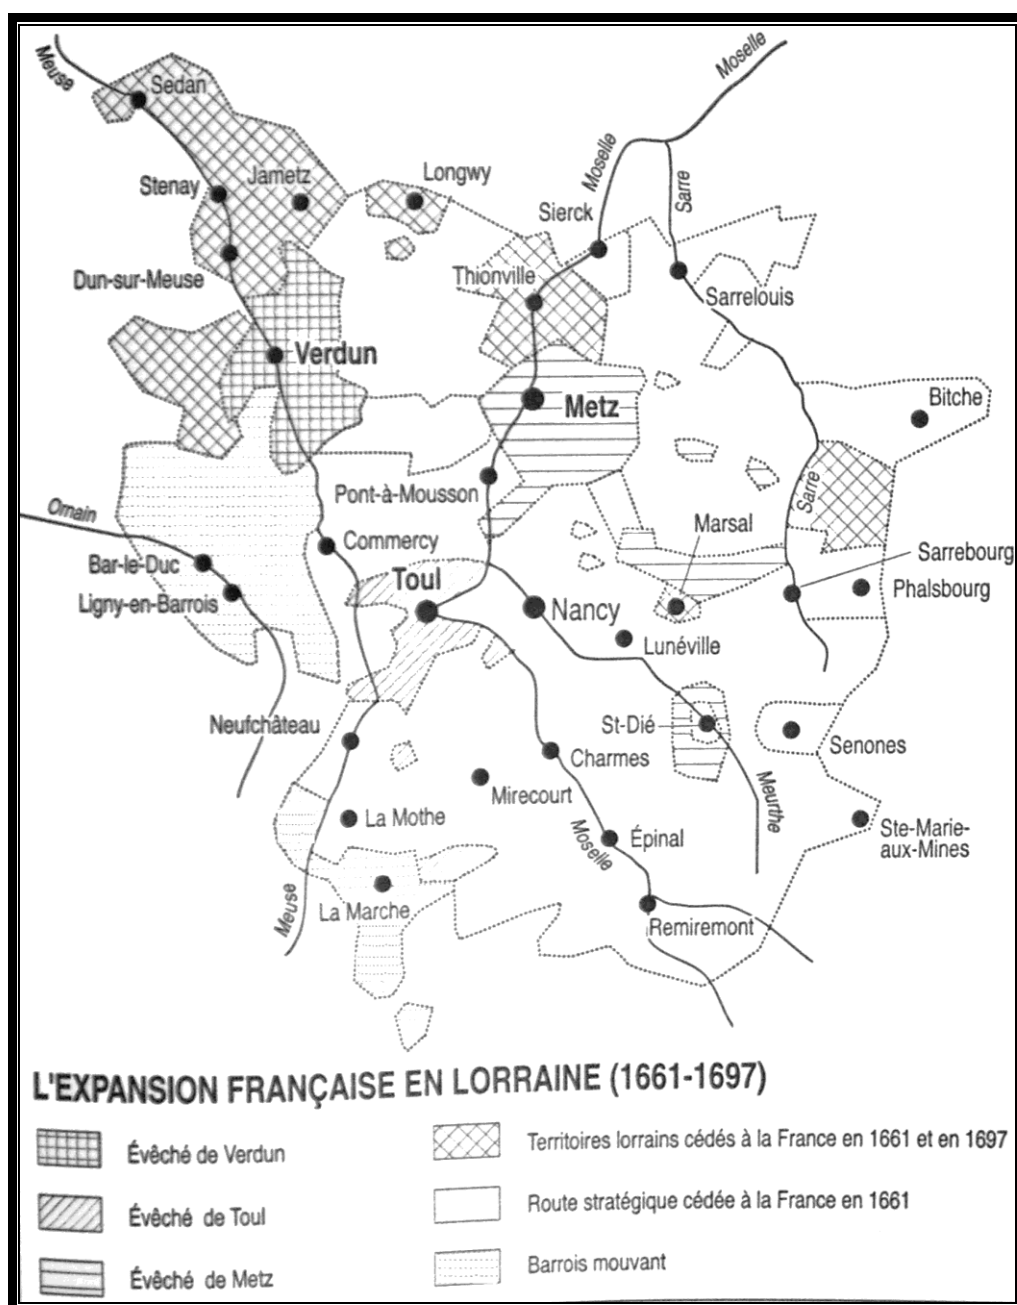 Meuse
Sedan
Moselle
Stenay
Jametz
Longwy
Moselle
Sarre
Sierck
Dun-sur-Meuse
Thionville
Sarrelouis
Verdun
Metz
Bitche
Pont-à-Mousson
Sarre
Ornain
Marsal
Commercy
Sarrebourg
Bar-le-Duc
Toul
Phalsbourg
Ligny-en-Barrois
Nancy
Lunéville
Neufchâteau
St-Dié
Senones
Charmes
Mirecourt
Meurthe
La Mothe
Moselle
Épinal
Ste-Marie-
aux-Mines
Meuse
La Marche
Remiremont
L'EXPANSION FRANÇAISE EN LORRAINE (1661-1697)
Évêché de Verdun
Évêché de Toul
Évêché de Metz
Territoires lorrains cédés à la France en 1661 et en 1697
Route stratégique cédée à la France en 1661
Barrois mouvant